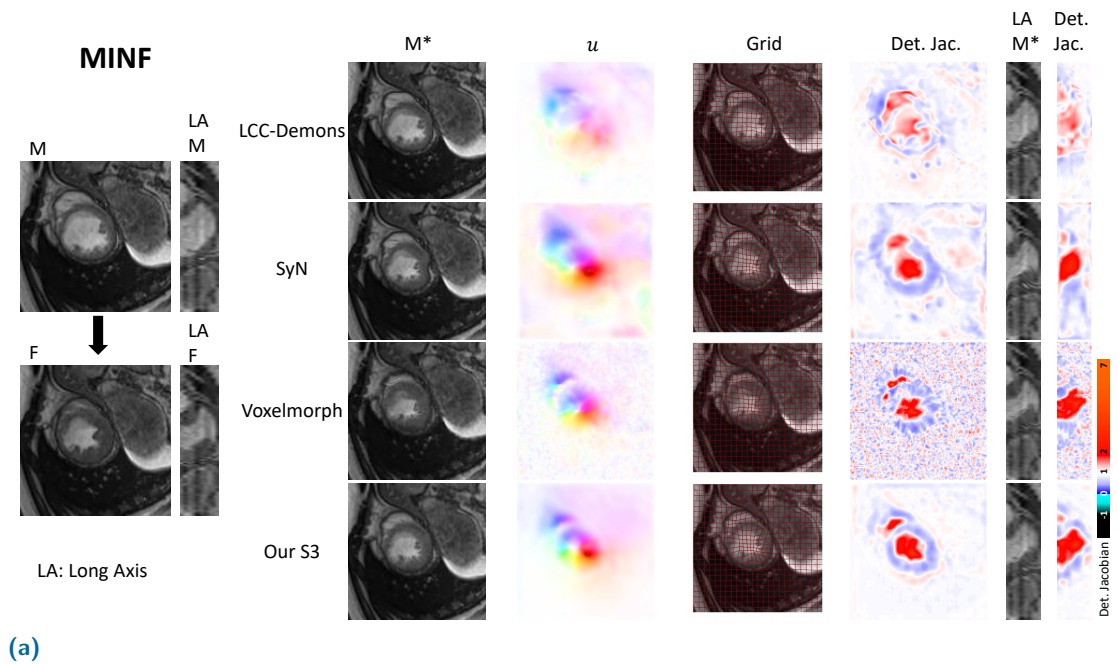 MINF
M* u Grid Det. Jac. LA M* Det. Jac.
LCC-Demons
M
LA M
SyN
F
LA F
Voxelmorph
Our S3
LA: Long Axis
7
2
1
0
-1
Det. Jacobian
(a)